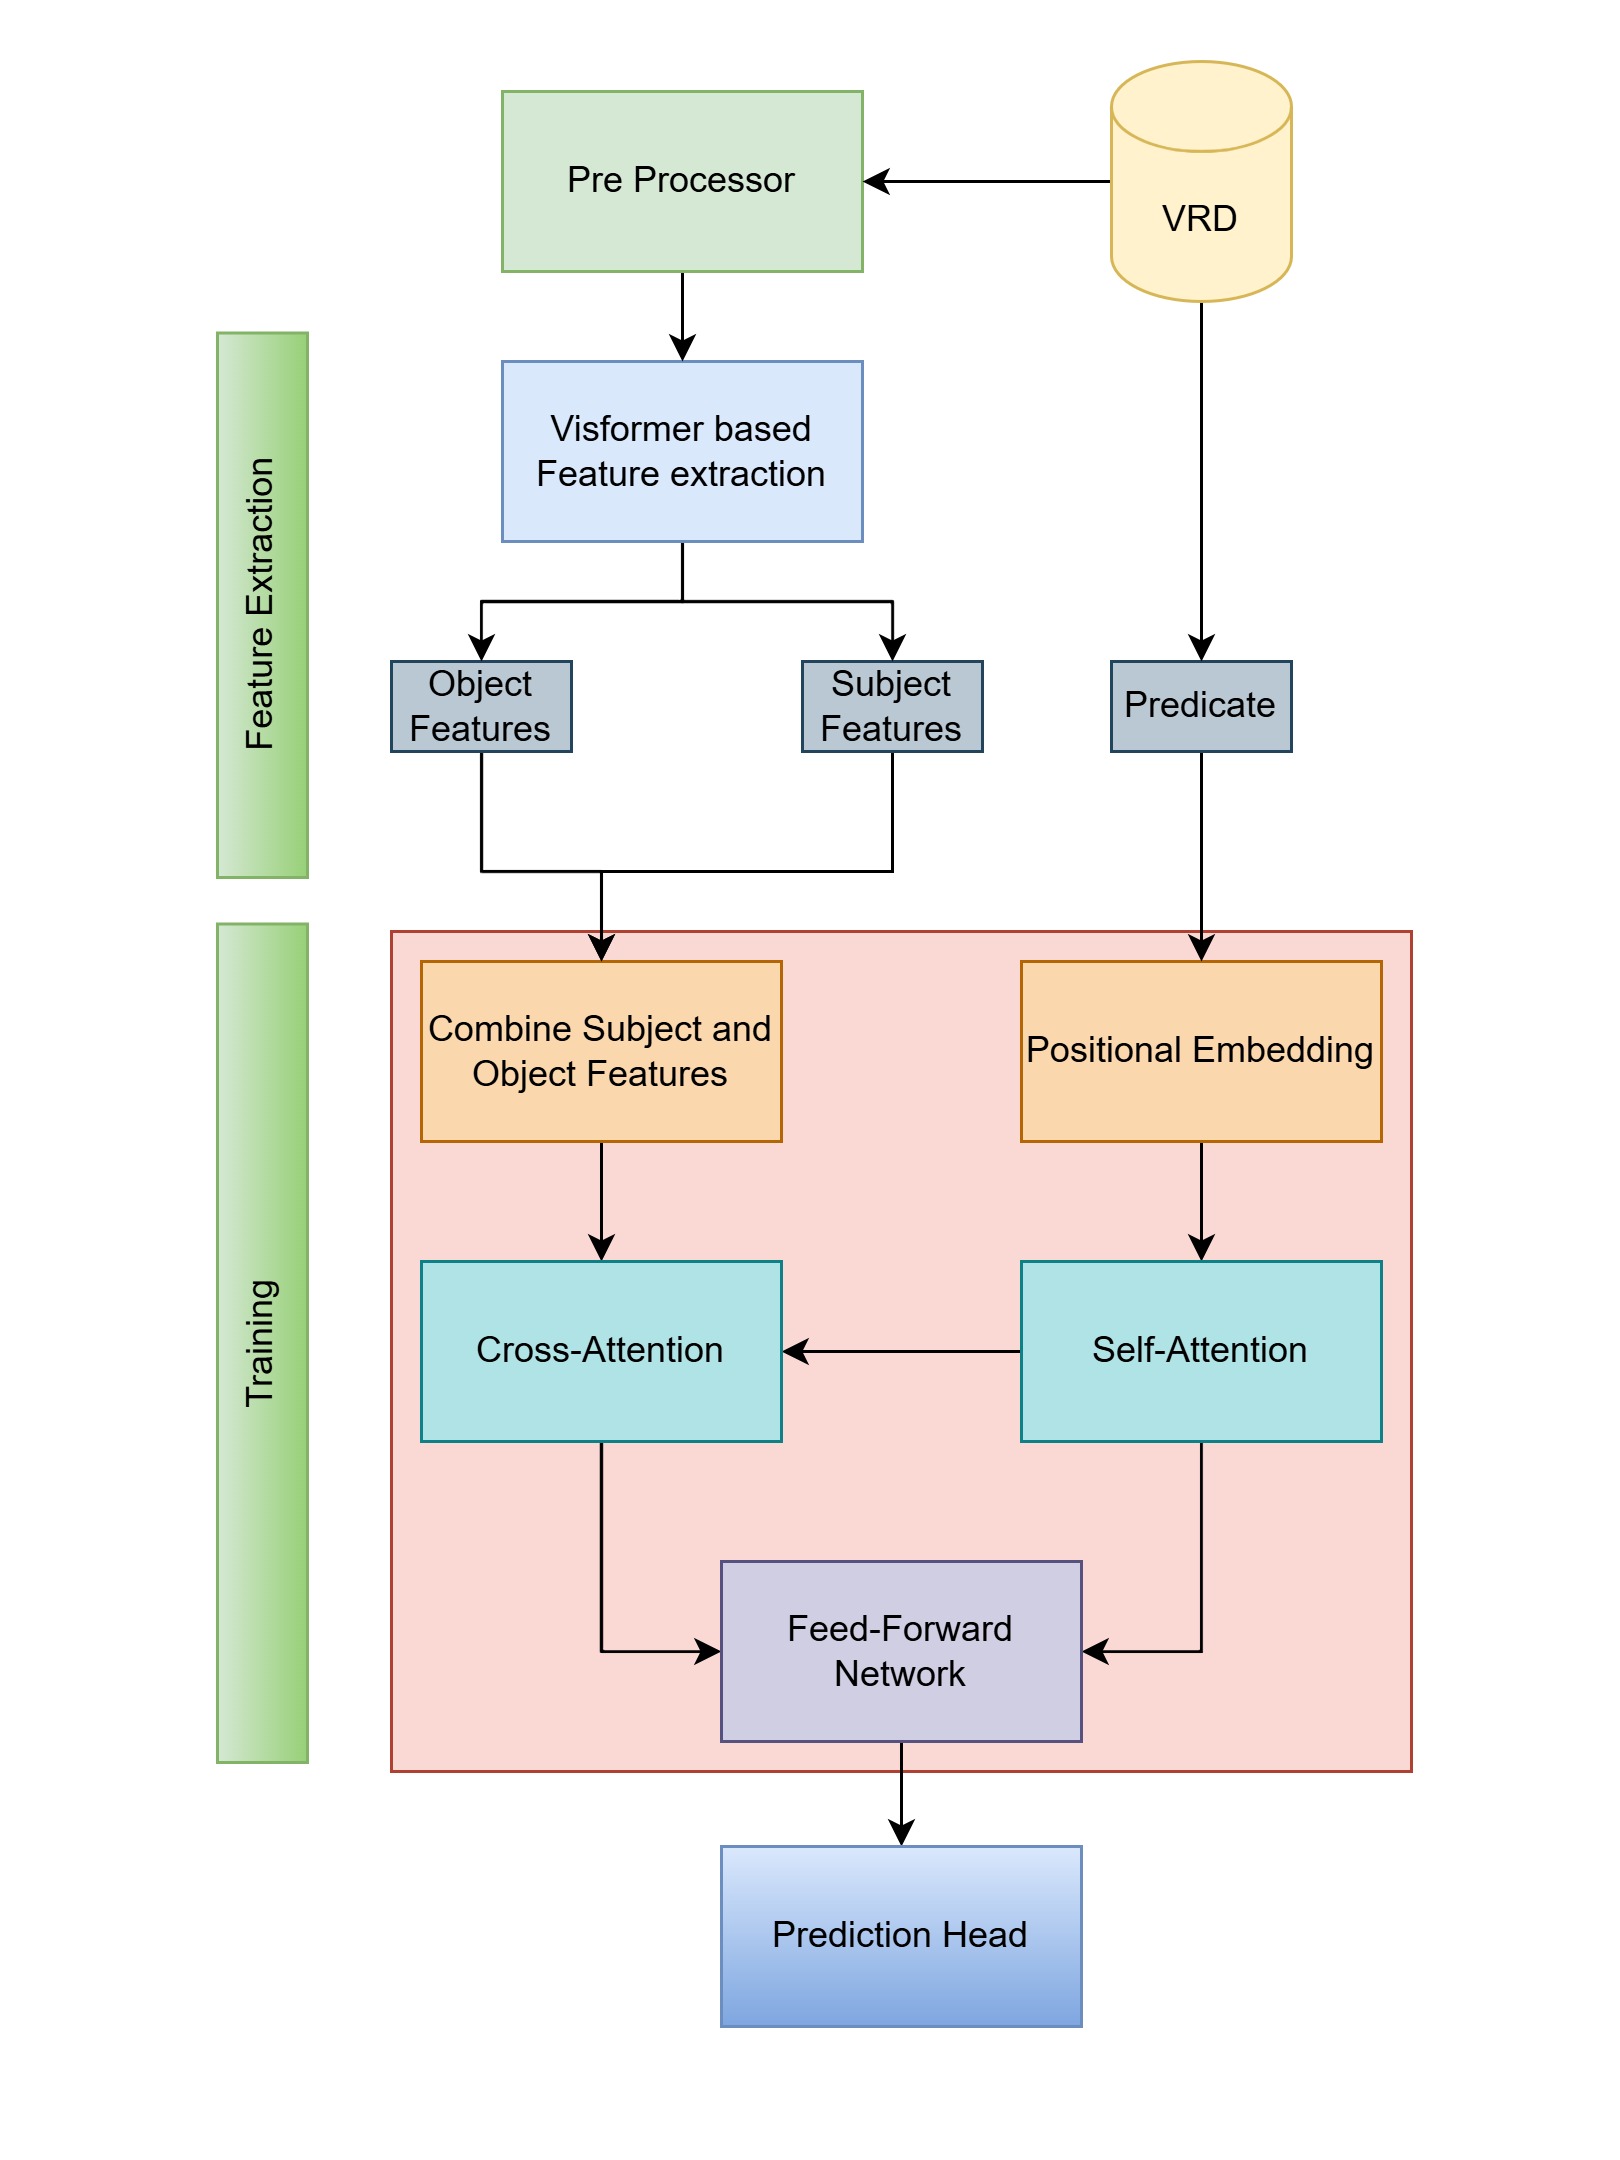 Pre Processor
VRD
Visformer based
Feature extraction
Feature Extraction
Object
Features
Subject
Features
Predicate
Combine Subject and
Object Features
Positional Embedding
Training
Cross-Attention
Self-Attention
Feed-Forward
Network
Prediction Head